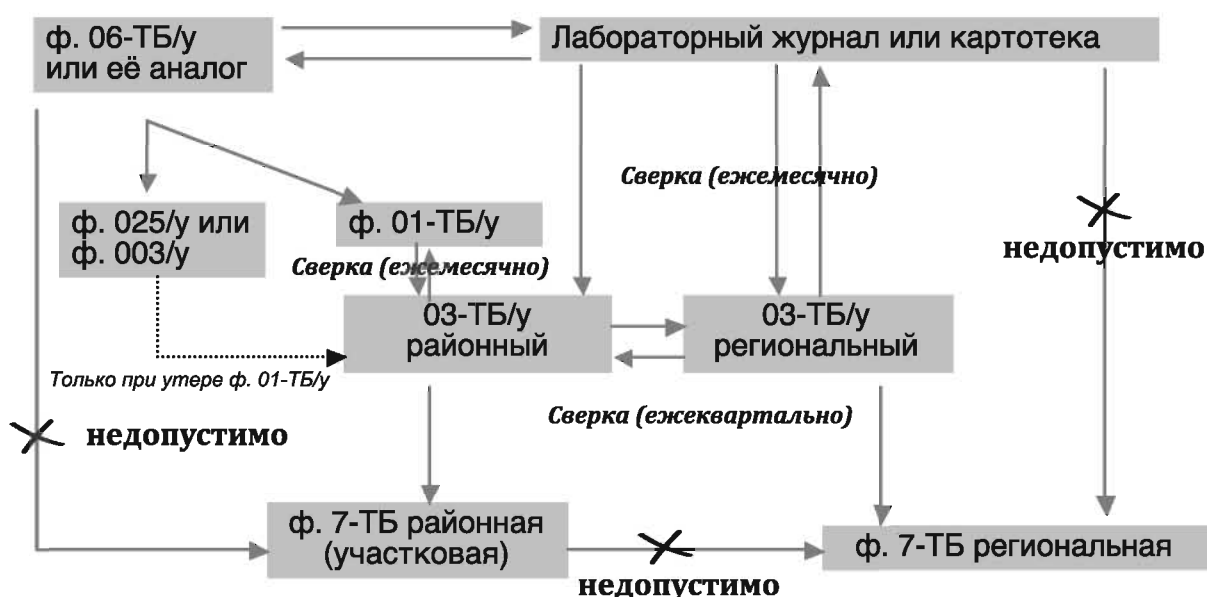 ф. 06-ТБ/у
или её аналог
Лабораторный журнал или картотека
Сверка (ежемесячно)
ф. 025/у или
ф. 003/у
ф. 01-ТБ/у
недопустимо
Сверка (ежемесячно)
03-ТБ/у
районный
03-ТБ/у
региональный
Только при утере ф. 01-ТБ/у
Сверка (ежеквартально)
недопустимо
ф. 7-ТБ районная
(участковая)
ф. 7-ТБ региональная
недопустимо